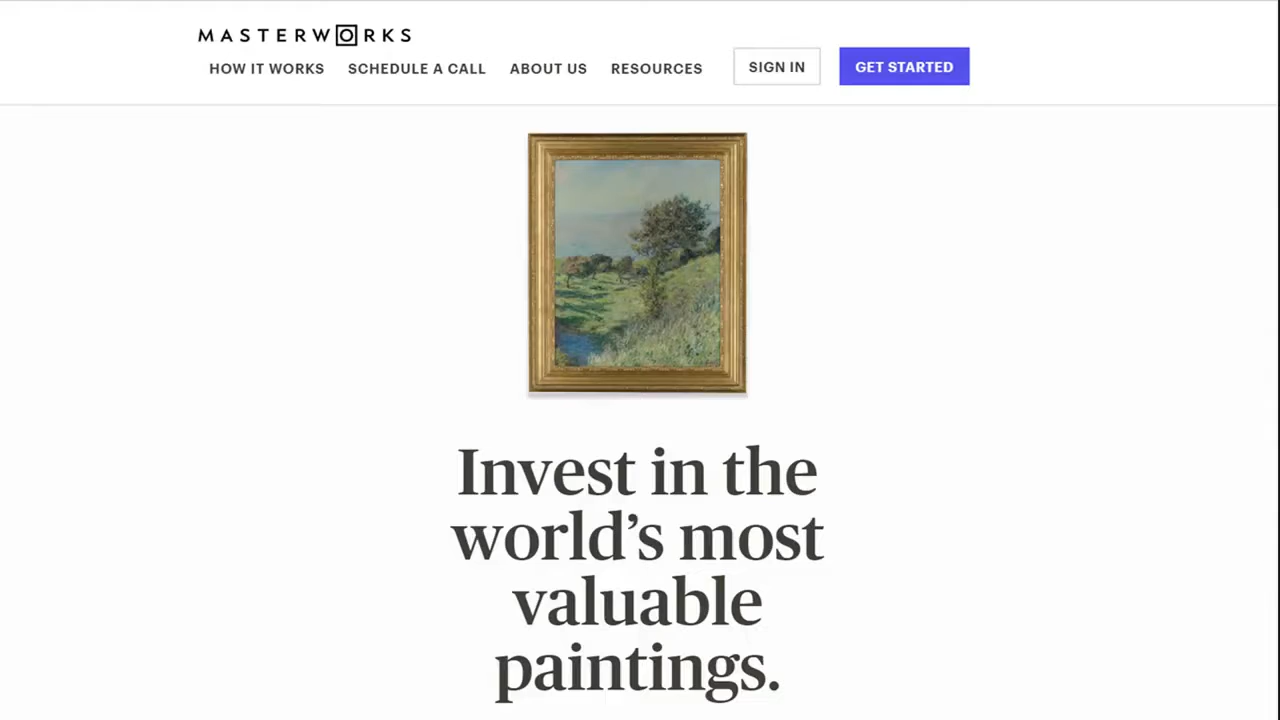 MASTERWORKS
HOW IT WORKS SCHEDULE A CALL ABOUT US RESOURCES SIGN IN GET STARTED
Invest in the
world’s most
valuable
paintings.